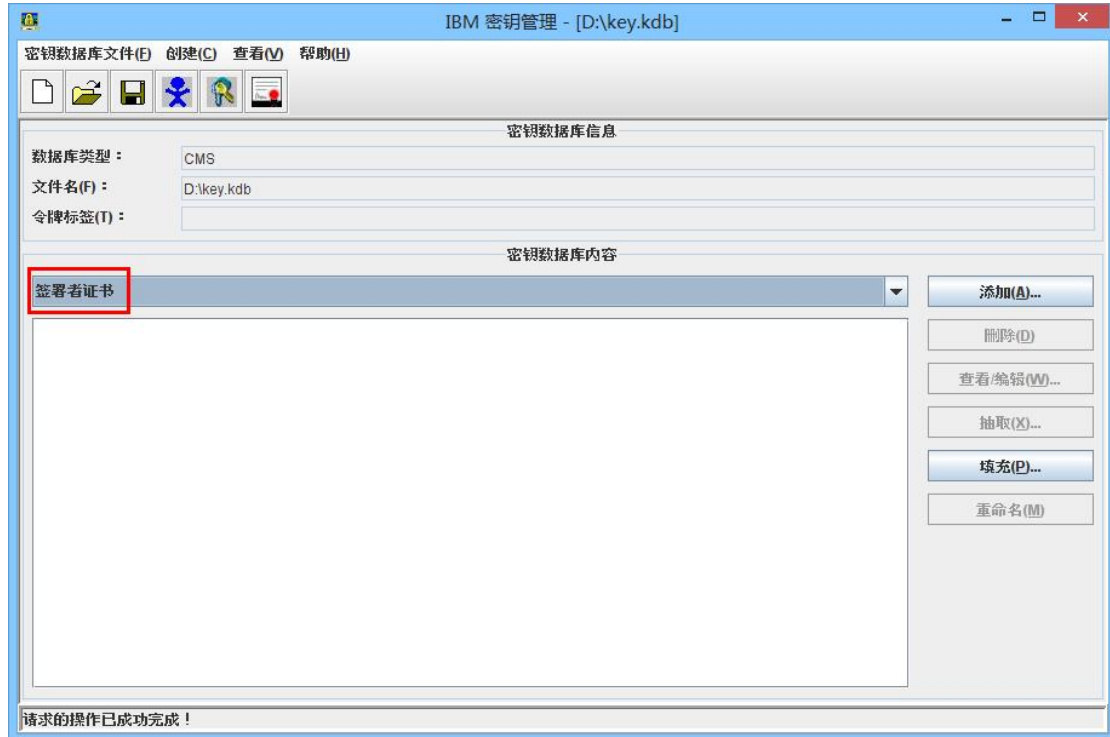 IBM 密钥管理 - [D:\key.kdb]
密钥数据库文件(F) 创建(C) 查看(V) 帮助(H)
密钥数据库信息
数据库类型： CMS
文件名(F)： D:\key.kdb
令牌标签(T)：
密钥数据库内容
签署者证书
添加(A)...
删除(D)
查看/编辑(W)...
抽取(X)...
填充(P)...
重命名(M)
请求的操作已成功完成！